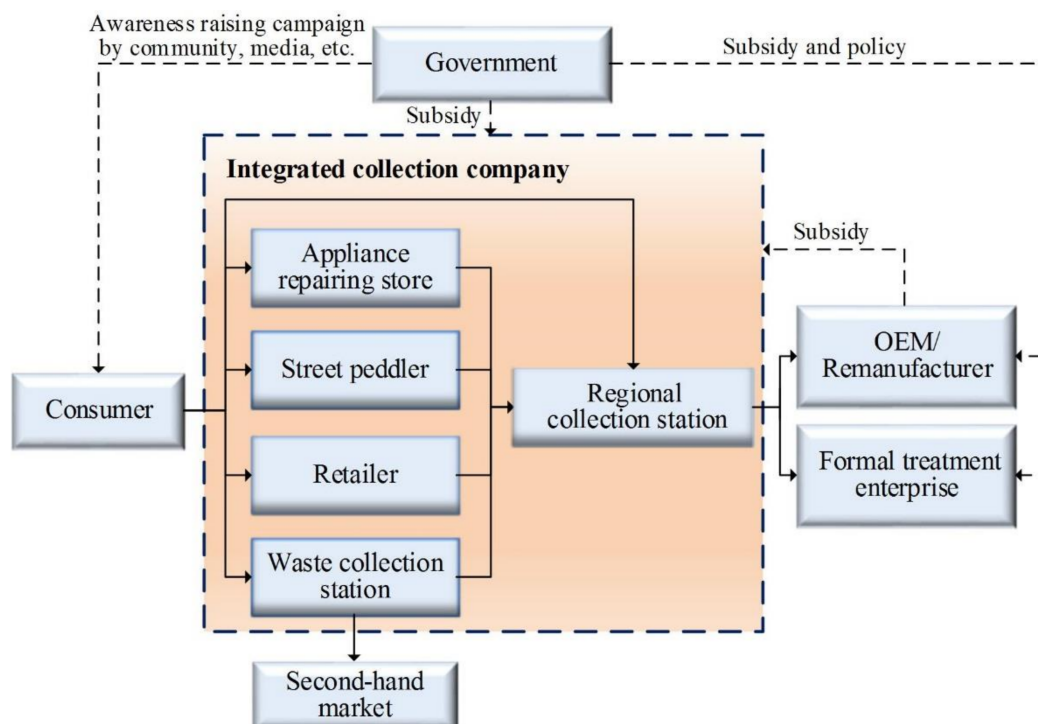 Awareness raising campaign
by community, media, etc.
Government
Subsidy and policy
Subsidy
Integrated collection company
Appliance
repairing store
Subsidy
Street peddler
OEM/
Remanufacturer
Consumer
Regional
collection station
Retailer
Formal treatment
enterprise
Waste collection
station
Second-hand
market